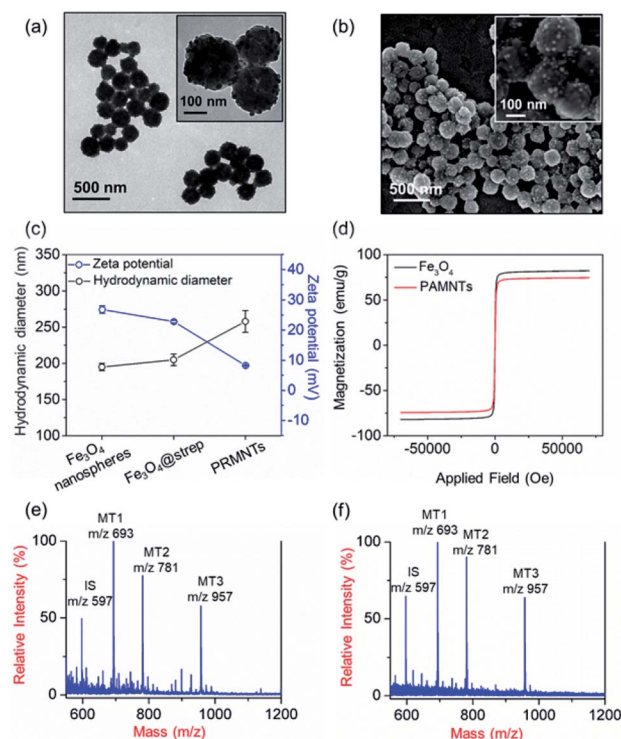 (a)
100 nm
500 nm
(b)
100 nm
500 nm
(c)
Hydrodynamic diameter (nm)
350
300
250
200
150
100
Zeta potential
Hydrodynamic diameter
40
30
20
10
0
-10
Zeta potential (mV)
Fe3O4
nanospheres
Fe3O4@strep
PRMNTs
(d)
Magnetization (emu/g)
100
50
0
-50
-100
Fe3O4
PAMNTs
-50000 0 50000
Applied Field (Oe)
(e)
Relative Intensity (%)
100
50
0
IS
m/z 597
MT1
m/z 693
MT2
m/z 781
MT3
m/z 957
600 800 1000 1200
Mass (m/z)
(f)
Relative Intensity (%)
100
50
0
IS
m/z 597
MT1
m/z 693
MT2
m/z 781
MT3
m/z 957
600 800 1000 1200
Mass (m/z)